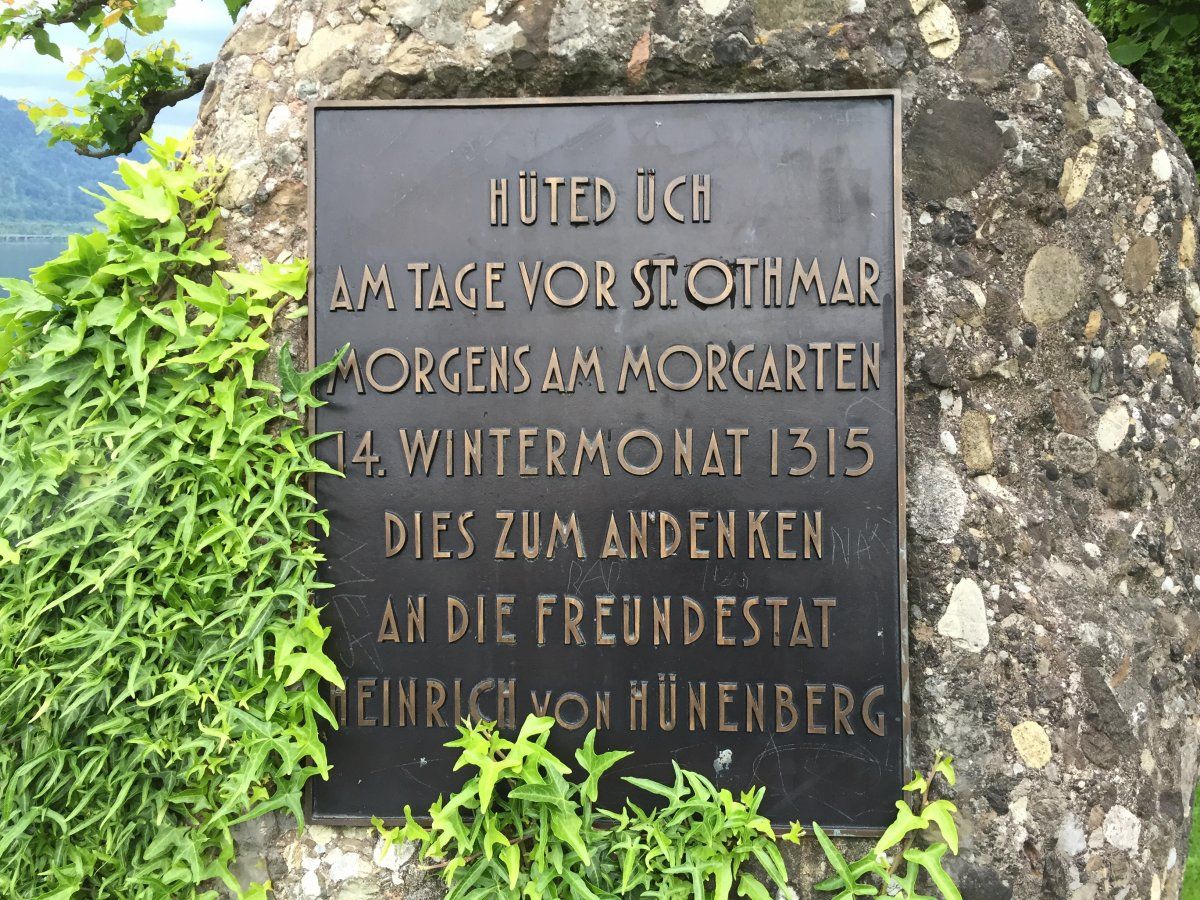 HÜTED ÜCH
AM TAGE VOR ST. OTHMAR
MORGENS AM MORGARTEN
14. WINTERMONAT 1315
DIES ZUM ANDENKEN
AN DIE FREUNDESTAT
HEINRICH VON HÜNENBERG